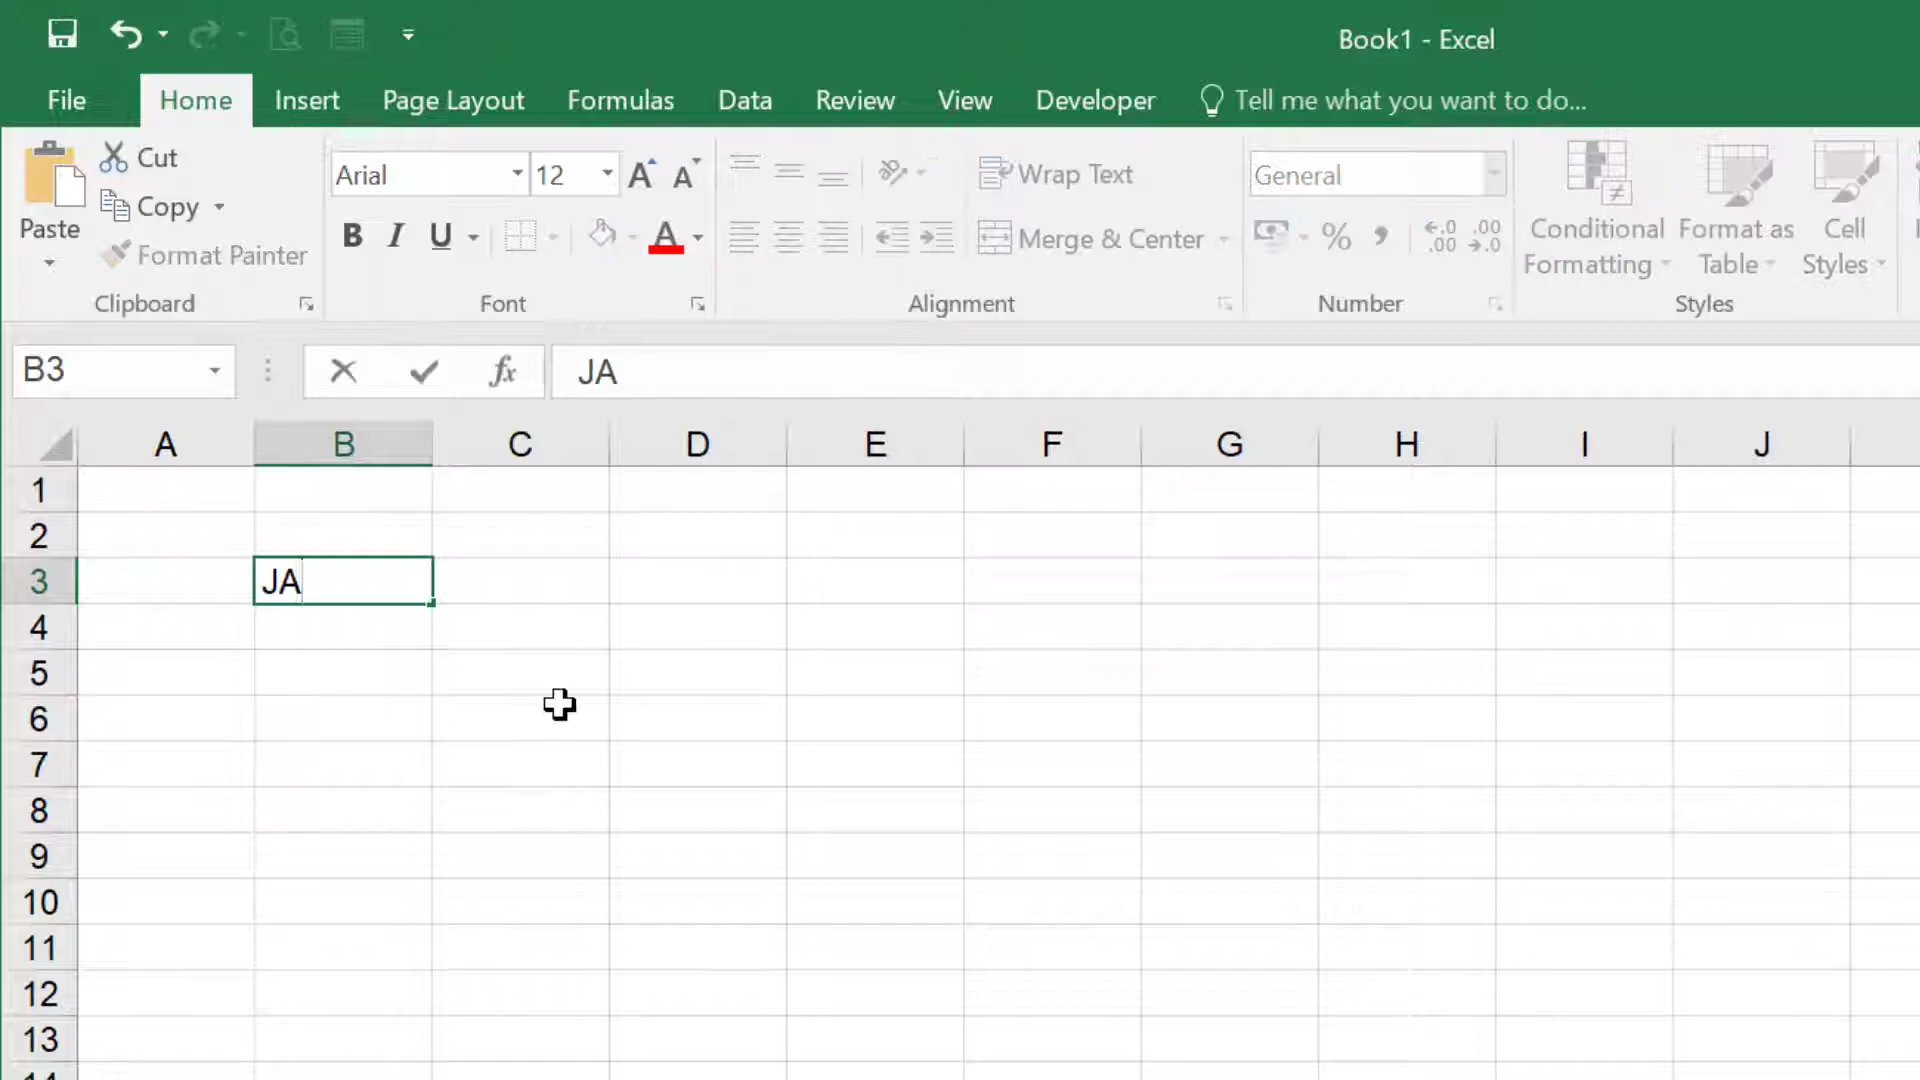 Book1 - Excel
File Home Insert Page Layout Formulas Data Review View Developer Tell me what you want to do...
Paste
Cut
Copy
Format Painter
Clipboard
Arial 12
B I U A
Font
Wrap Text
Merge & Center
Alignment
General
Number
Conditional Formatting
Format as Table
Cell Styles
Styles
B3 fx JA
A B C D E F G H I J
1
2
3 JA
4
5
6
7
8
9
10
11
12
13